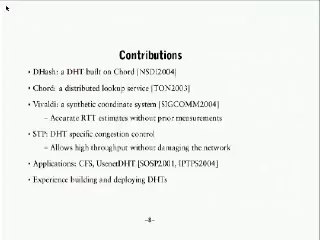 Contributions
• DHash: a DHT built on Chord [NSDI2004]
• Chord: a distributed lookup service [TON2003]
• Vivaldi: a synthetic coordinate system [SIGCOMM2004]
– Accurate RTT estimates without prior measurements
• STP: DHT specific congestion control
– Allows high throughput without damaging the network
• Applications: CFS, UsenetDHT [SOSP2001, IPTPS2004]
• Experience building and deploying DHTs
–8–